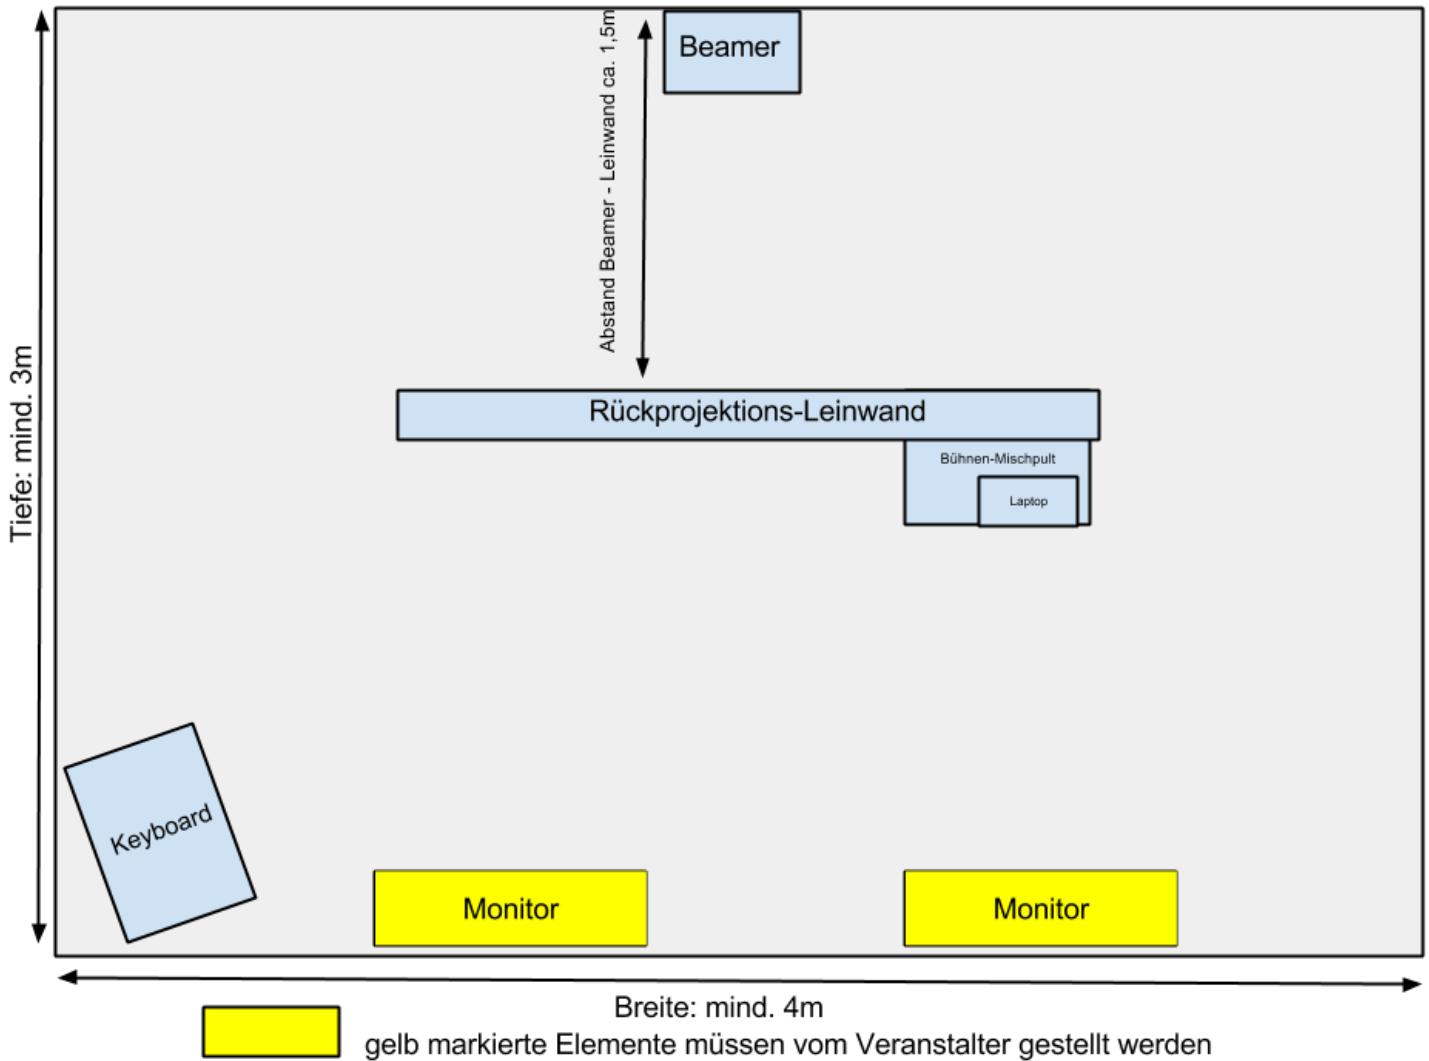 Beamer
Abstand Beamer - Leinwand ca. 1,5m
Tiefe: mind. 3m
Rückprojektions-Leinwand
Bühnen-Mischpult
Laptop
Keyboard
Monitor
Monitor
Breite: mind. 4m
gelb markierte Elemente müssen vom Veranstalter gestellt werden